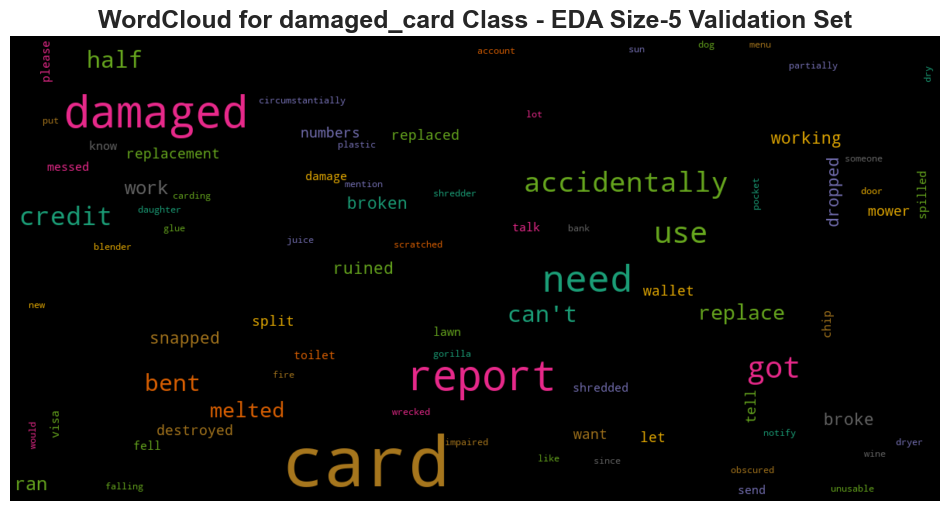 WordCloud for damaged_card Class - EDA Size-5 Validation Set
please
half
account
sun
dog
menu
partially
dry
damaged
circumstantially
put
lot
know
numbers
plastic
replaced
working
replacement
messed
someone
work
carding
damage
mention
shredder
broken
accidentally
pocket
dropped
door
spilled
mower
credit
daughter
glue
talk
bank
use
blender
juice
scratched
ruined
need
wallet
new
can't
replace
chip
split
snapped
lawn
toilet
gorilla
fire
bent
report
shredded
got
melted
wrecked
tell
broke
visa
would
destroyed
fell
impaired
want
let
notify
dryer
card
like
since
wine
obscured
ran
falling
send
unusable